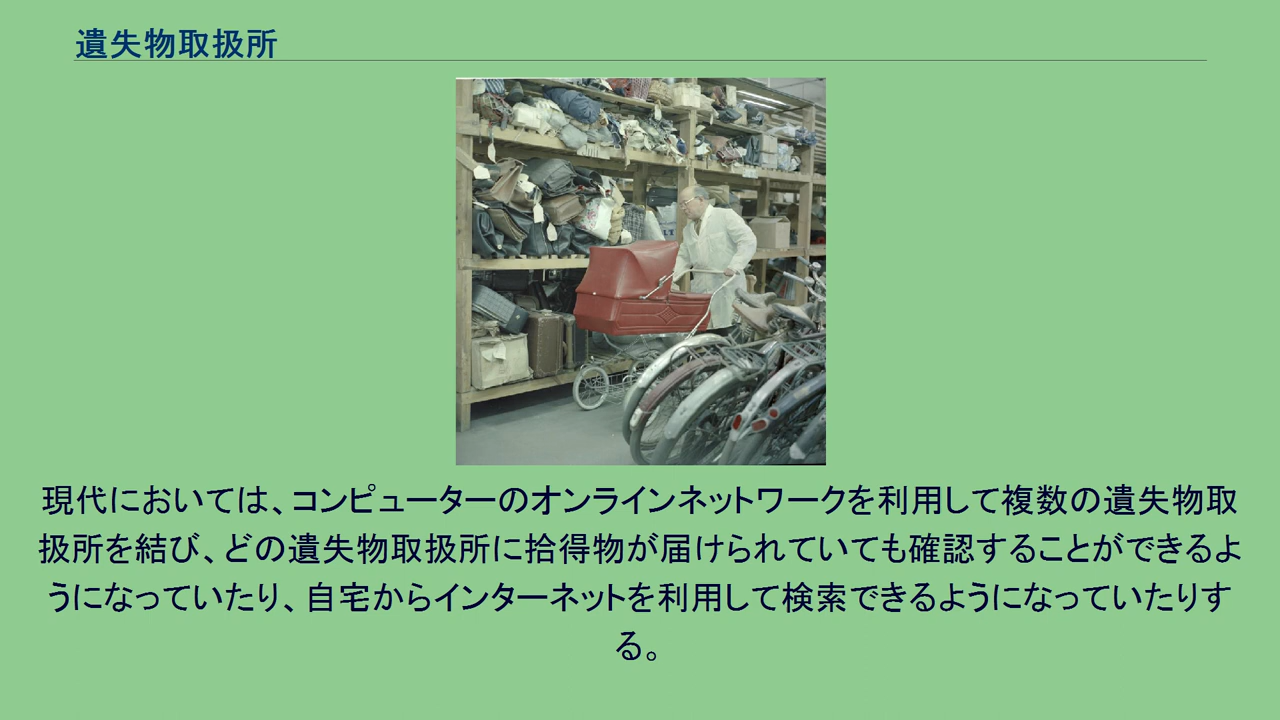 遺失物取扱所
現代においては、コンピューターのオンラインネットワークを利用して複数の遺失物取
扱所を結び、どの遺失物取扱所に拾得物が届けられていても確認することができるよ
うになっていたり、自宅からインターネットを利用して検索できるようになっていたりす
る。